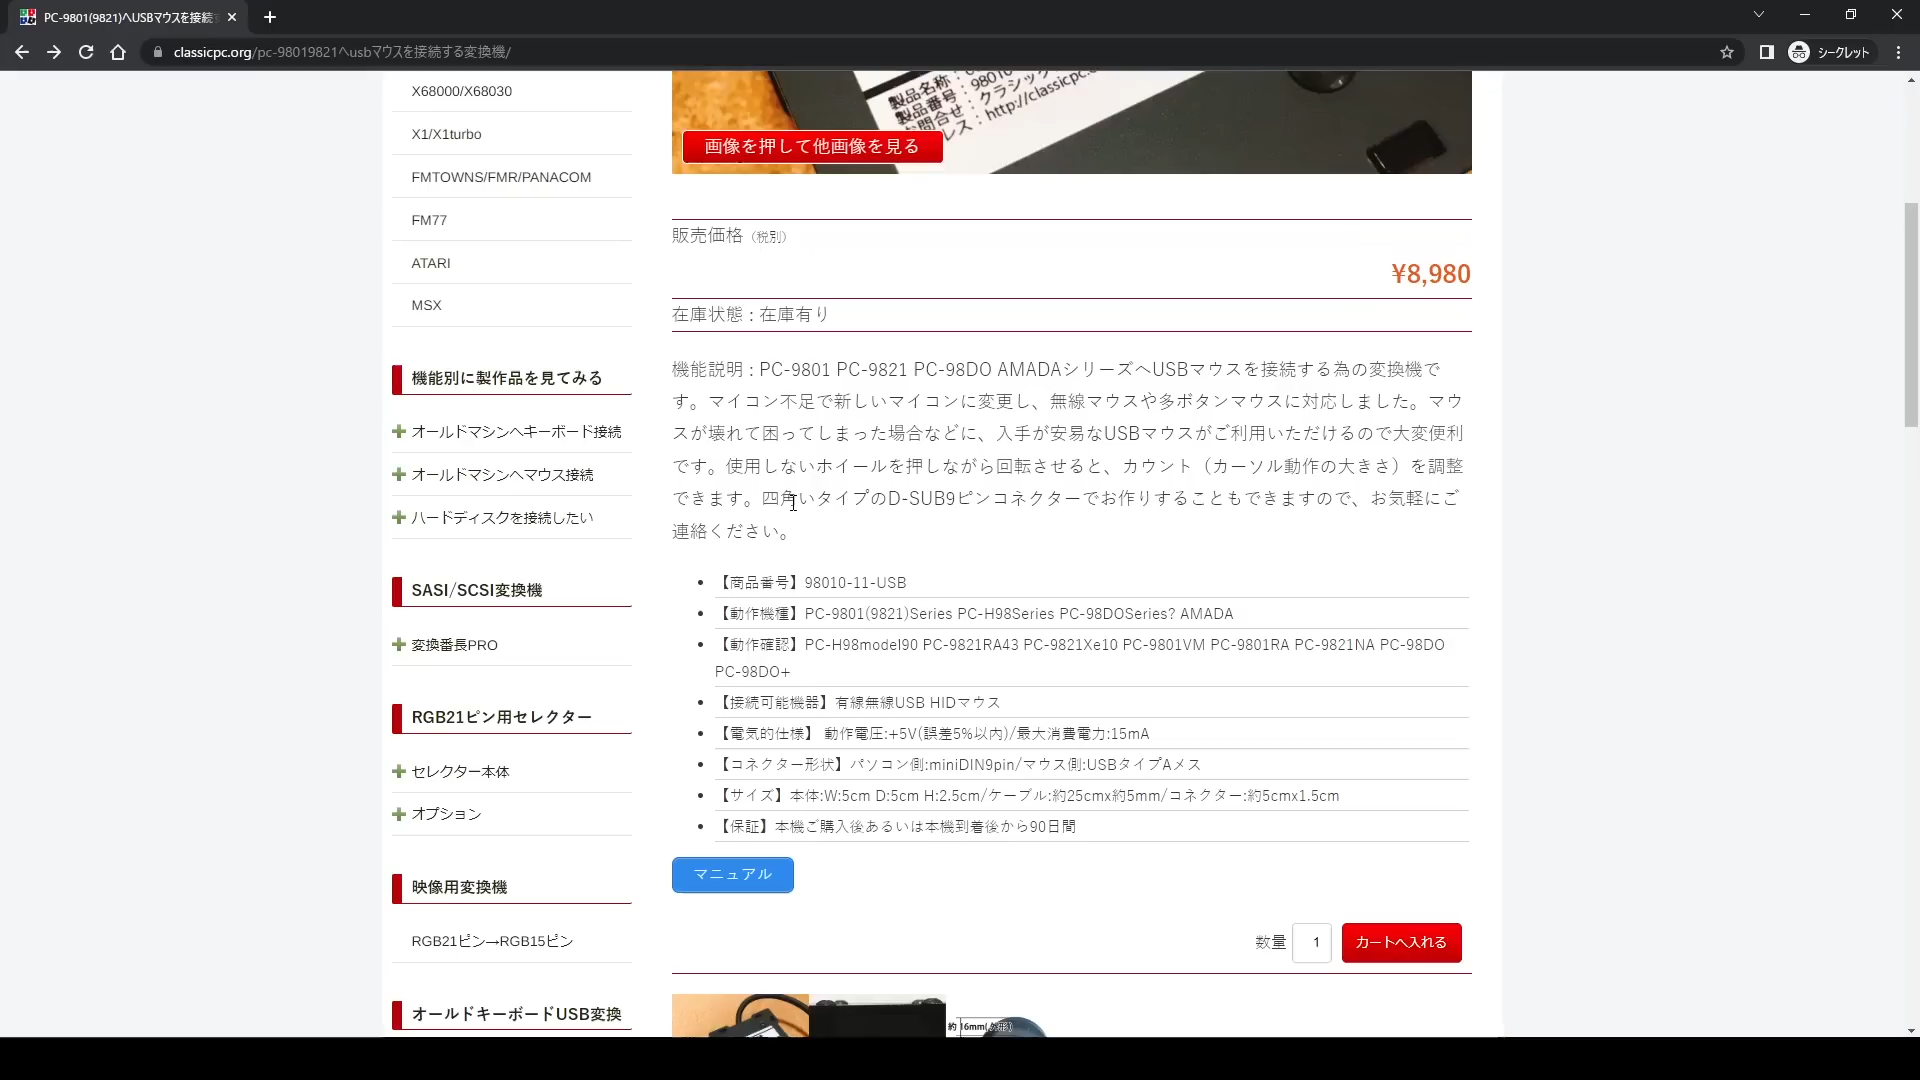 PC-9801(9821)へUSBマウスを接続
classicpc.org/pc-98019821へusbマウスを接続する変換機/
シークレット
X68000/X68030
X1/X1turbo
FMTOWNS/FMR/PANACOM
FM77
ATARI
MSX
機能別に製作品を見てみる
オールドマシンへキーボード接続
オールドマシンへマウス接続
ハードディスクを接続したい
SASI/SCSI変換機
変換番長PRO
RGB21ピン用セレクター
セレクター本体
オプション
映像用変換機
RGB21ピン→RGB15ピン
オールドキーボードUSB変換
製品名称:
製品番号: 9801
お問合せ: クラシック
レス: http://classicpc.
画像を押して他画像を見る
販売価格 (税別)
¥8,980
在庫状態 : 在庫有り
機能説明 : PC-9801 PC-9821 PC-98DO AMADAシリーズへUSBマウスを接続する為の変換機で
す。マイコン不足で新しいマイコンに変更し、無線マウスや多ボタンマウスに対応しました。マウ
スが壊れて困ってしまった場合などに、入手が安易なUSBマウスがご利用いただけるので大変便利
です。使用しないホイールを押しながら回転させると、カウント（カーソル動作の大きさ）を調整
できます。四角いタイプのD-SUB9ピンコネクターでお作りすることもできますので、お気軽にご
連絡ください。
【商品番号】98010-11-USB
【動作機種】PC-9801(9821)Series PC-H98Series PC-98DOSeries? AMADA
【動作確認】PC-H98model90 PC-9821RA43 PC-9821Xe10 PC-9801VM PC-9801RA PC-9821NA PC-98DO
PC-98DO+
【接続可能機器】有線無線USB HIDマウス
【電気的仕様】 動作電圧:+5V(誤差5%以内)/最大消費電力:15mA
【コネクター形状】パソコン側:miniDIN9pin/マウス側:USBタイプAメス
【サイズ】本体:W:5cm D:5cm H:2.5cm/ケーブル:約25cmx約5mm/コネクター:約5cmx1.5cm
【保証】本機ご購入後あるいは本機到着後から90日間
マニュアル
数量 1 カートへ入れる
約16mm(外形)